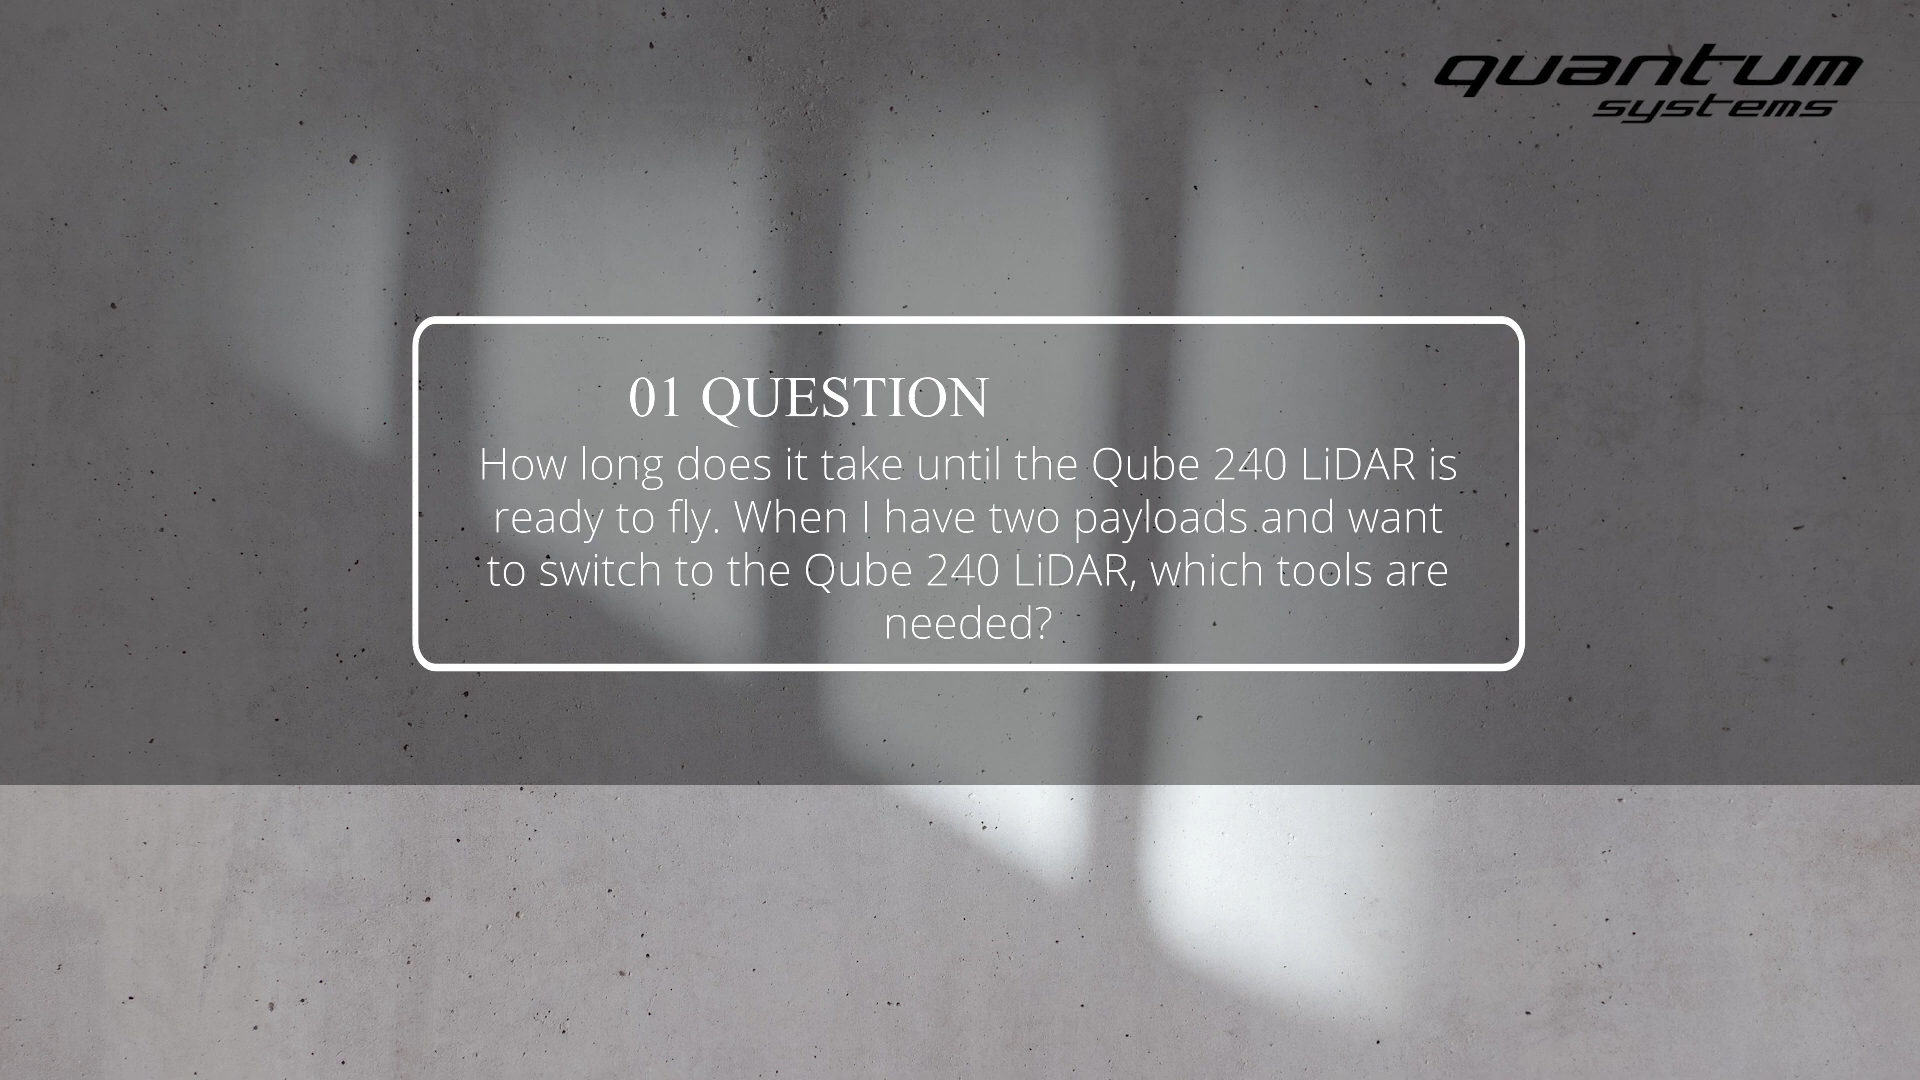 quantum
systems
01 QUESTION
How long does it take until the Qube 240 LiDAR is
ready to fly. When I have two payloads and want
to switch to the Qube 240 LiDAR, which tools are
needed?